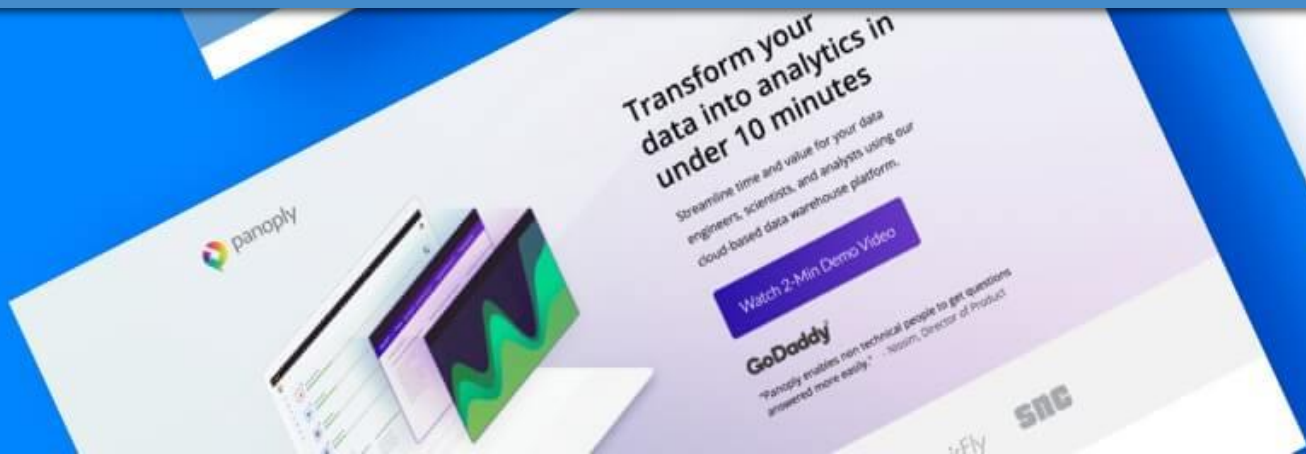 panoply
Transform your
data into analytics in
under 10 minutes
Streamline time and value for your data
engineers, scientists, and analysts using our
cloud-based data warehouse platform.
Watch 2-Min Demo Video
GoDaddy
"Panoply enables non technical people to get questions
answered more easily." - Nissim, Director of Product
snc